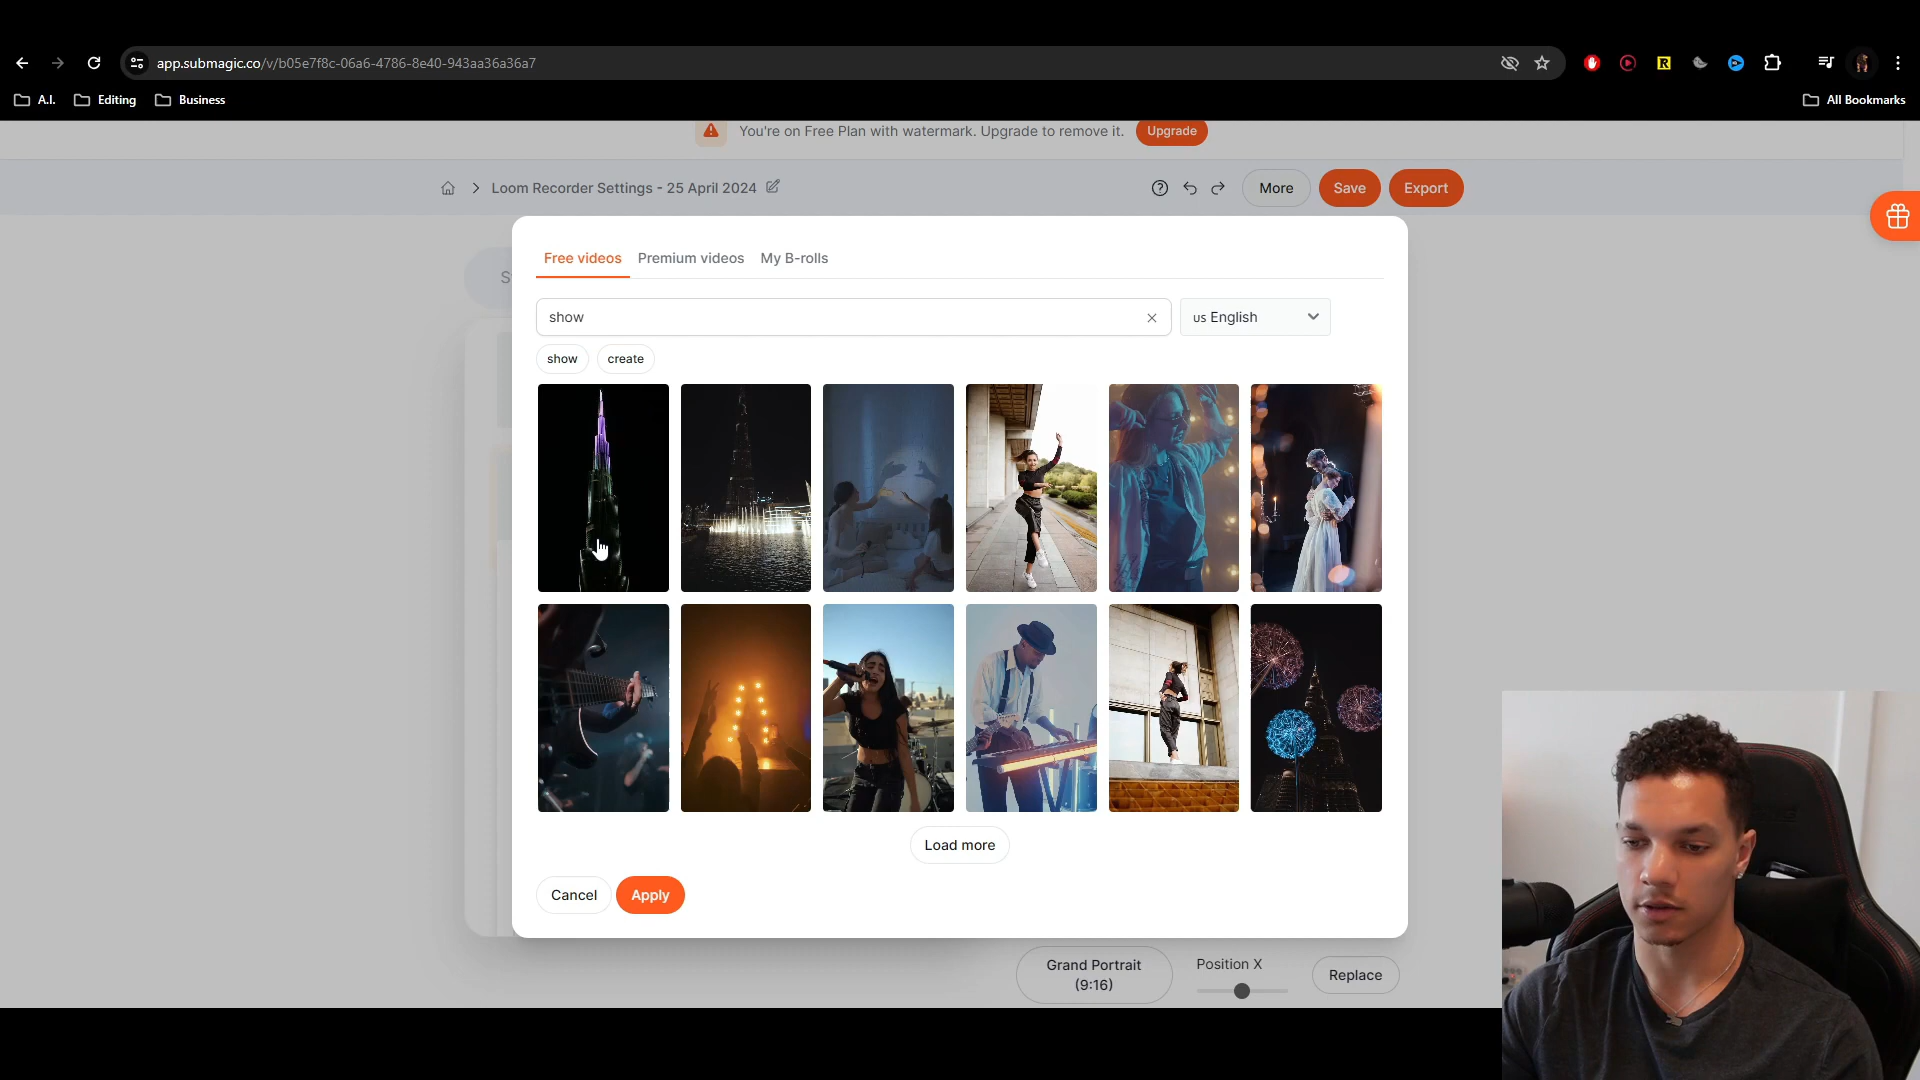 app.submagic.co/v/b05e7f8c-06a6-4786-8e40-943aa36a36a7
A.I.
Editing
Business
All Bookmarks
You're on Free Plan with watermark. Upgrade to remove it.
Upgrade
Loom Recorder Settings - 25 April 2024
More
Save
Export
Free videos
Premium videos
My B-rolls
show
us English
show
create
Load more
Cancel
Apply
Grand Portrait
(9:16)
Position X
Replace